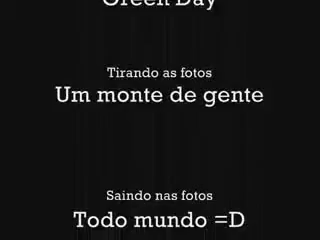 Green Day
Tirando as fotos
Um monte de gente
Saindo nas fotos
Todo mundo =D